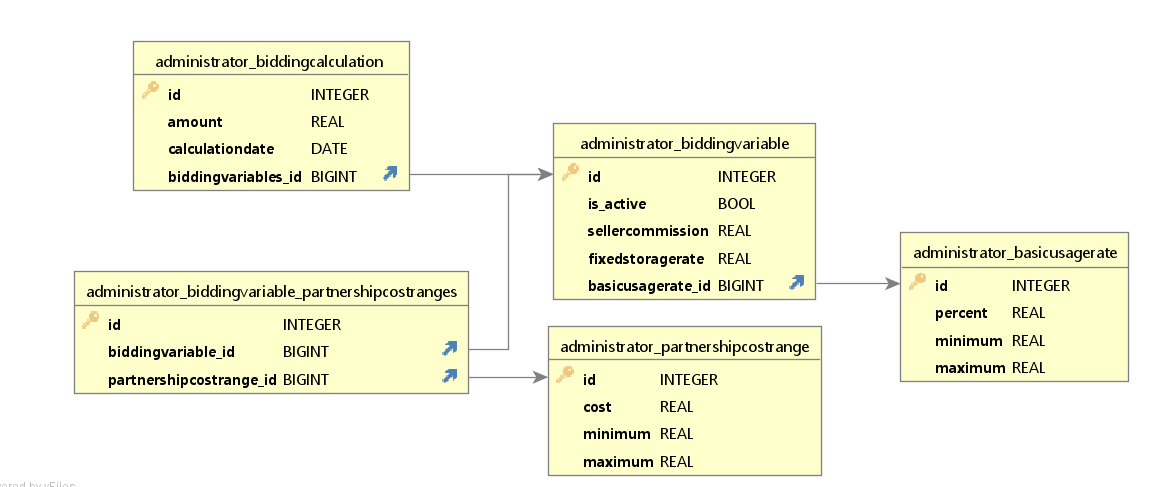 administrator_biddingcalculation
id INTEGER
amount REAL
calculationdate DATE
biddingvariables_id BIGINT
administrator_biddingvariable
id INTEGER
is_active BOOL
sellercommission REAL
fixedstoragerate REAL
basicusagerate_id BIGINT
administrator_basicusagerate
id INTEGER
percent REAL
minimum REAL
maximum REAL
administrator_biddingvariable_partnershipcostranges
id INTEGER
biddingvariable_id BIGINT
partnershipcostrange_id BIGINT
administrator_partnershipcostrange
id INTEGER
cost REAL
minimum REAL
maximum REAL
by yFiles